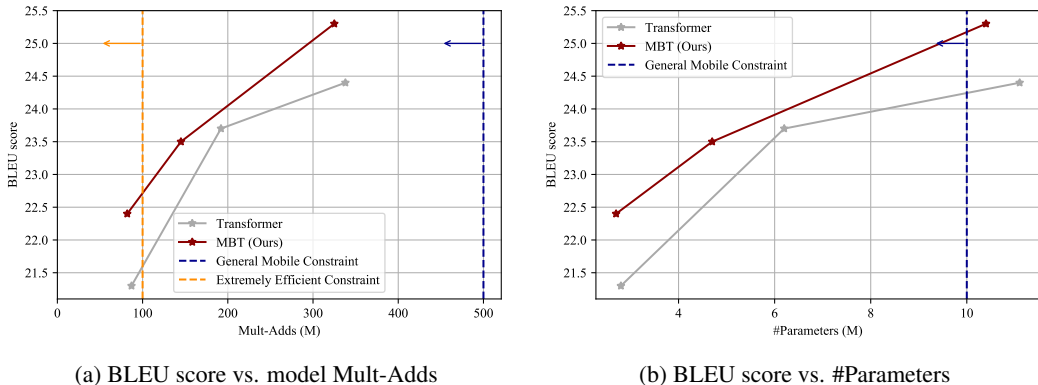 25.5
25.0
24.5
24.0
23.5
23.0
22.5
22.0
21.5
BLEU score
Transformer
MBT (Ours)
General Mobile Constraint
Extremely Efficient Constraint
0 100 200 300 400 500
Mult-Adds (M)
(a) BLEU score vs. model Mult-Adds
25.5
25.0
24.5
24.0
23.5
23.0
22.5
22.0
21.5
BLEU score
Transformer
MBT (Ours)
General Mobile Constraint
4 6 8 10
#Parameters (M)
(b) BLEU score vs. #Parameters